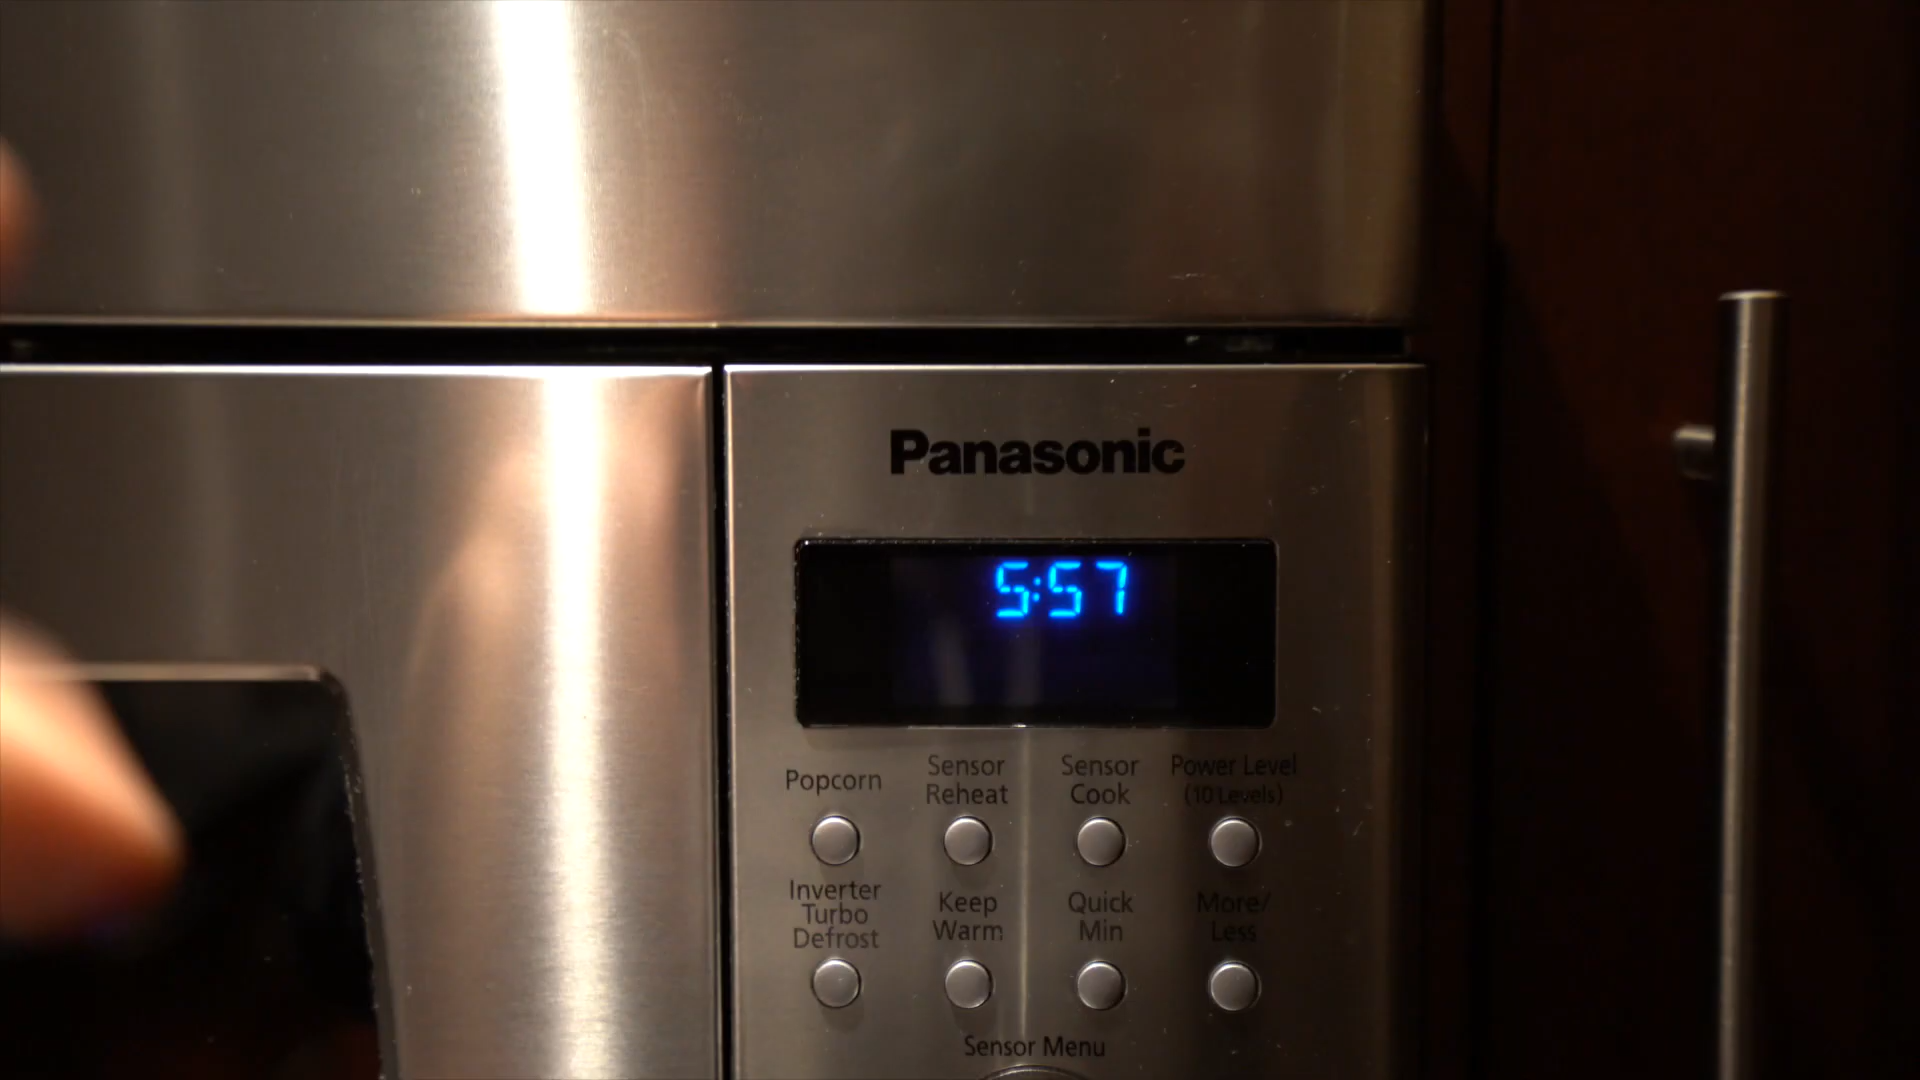 Panasonic
5:57
Popcorn
Sensor
Reheat
Sensor
Cook
Power Level
(10 Levels)
Inverter
Turbo
Defrost
Keep
Warm
Quick
Min
More/
Less
Sensor Menu